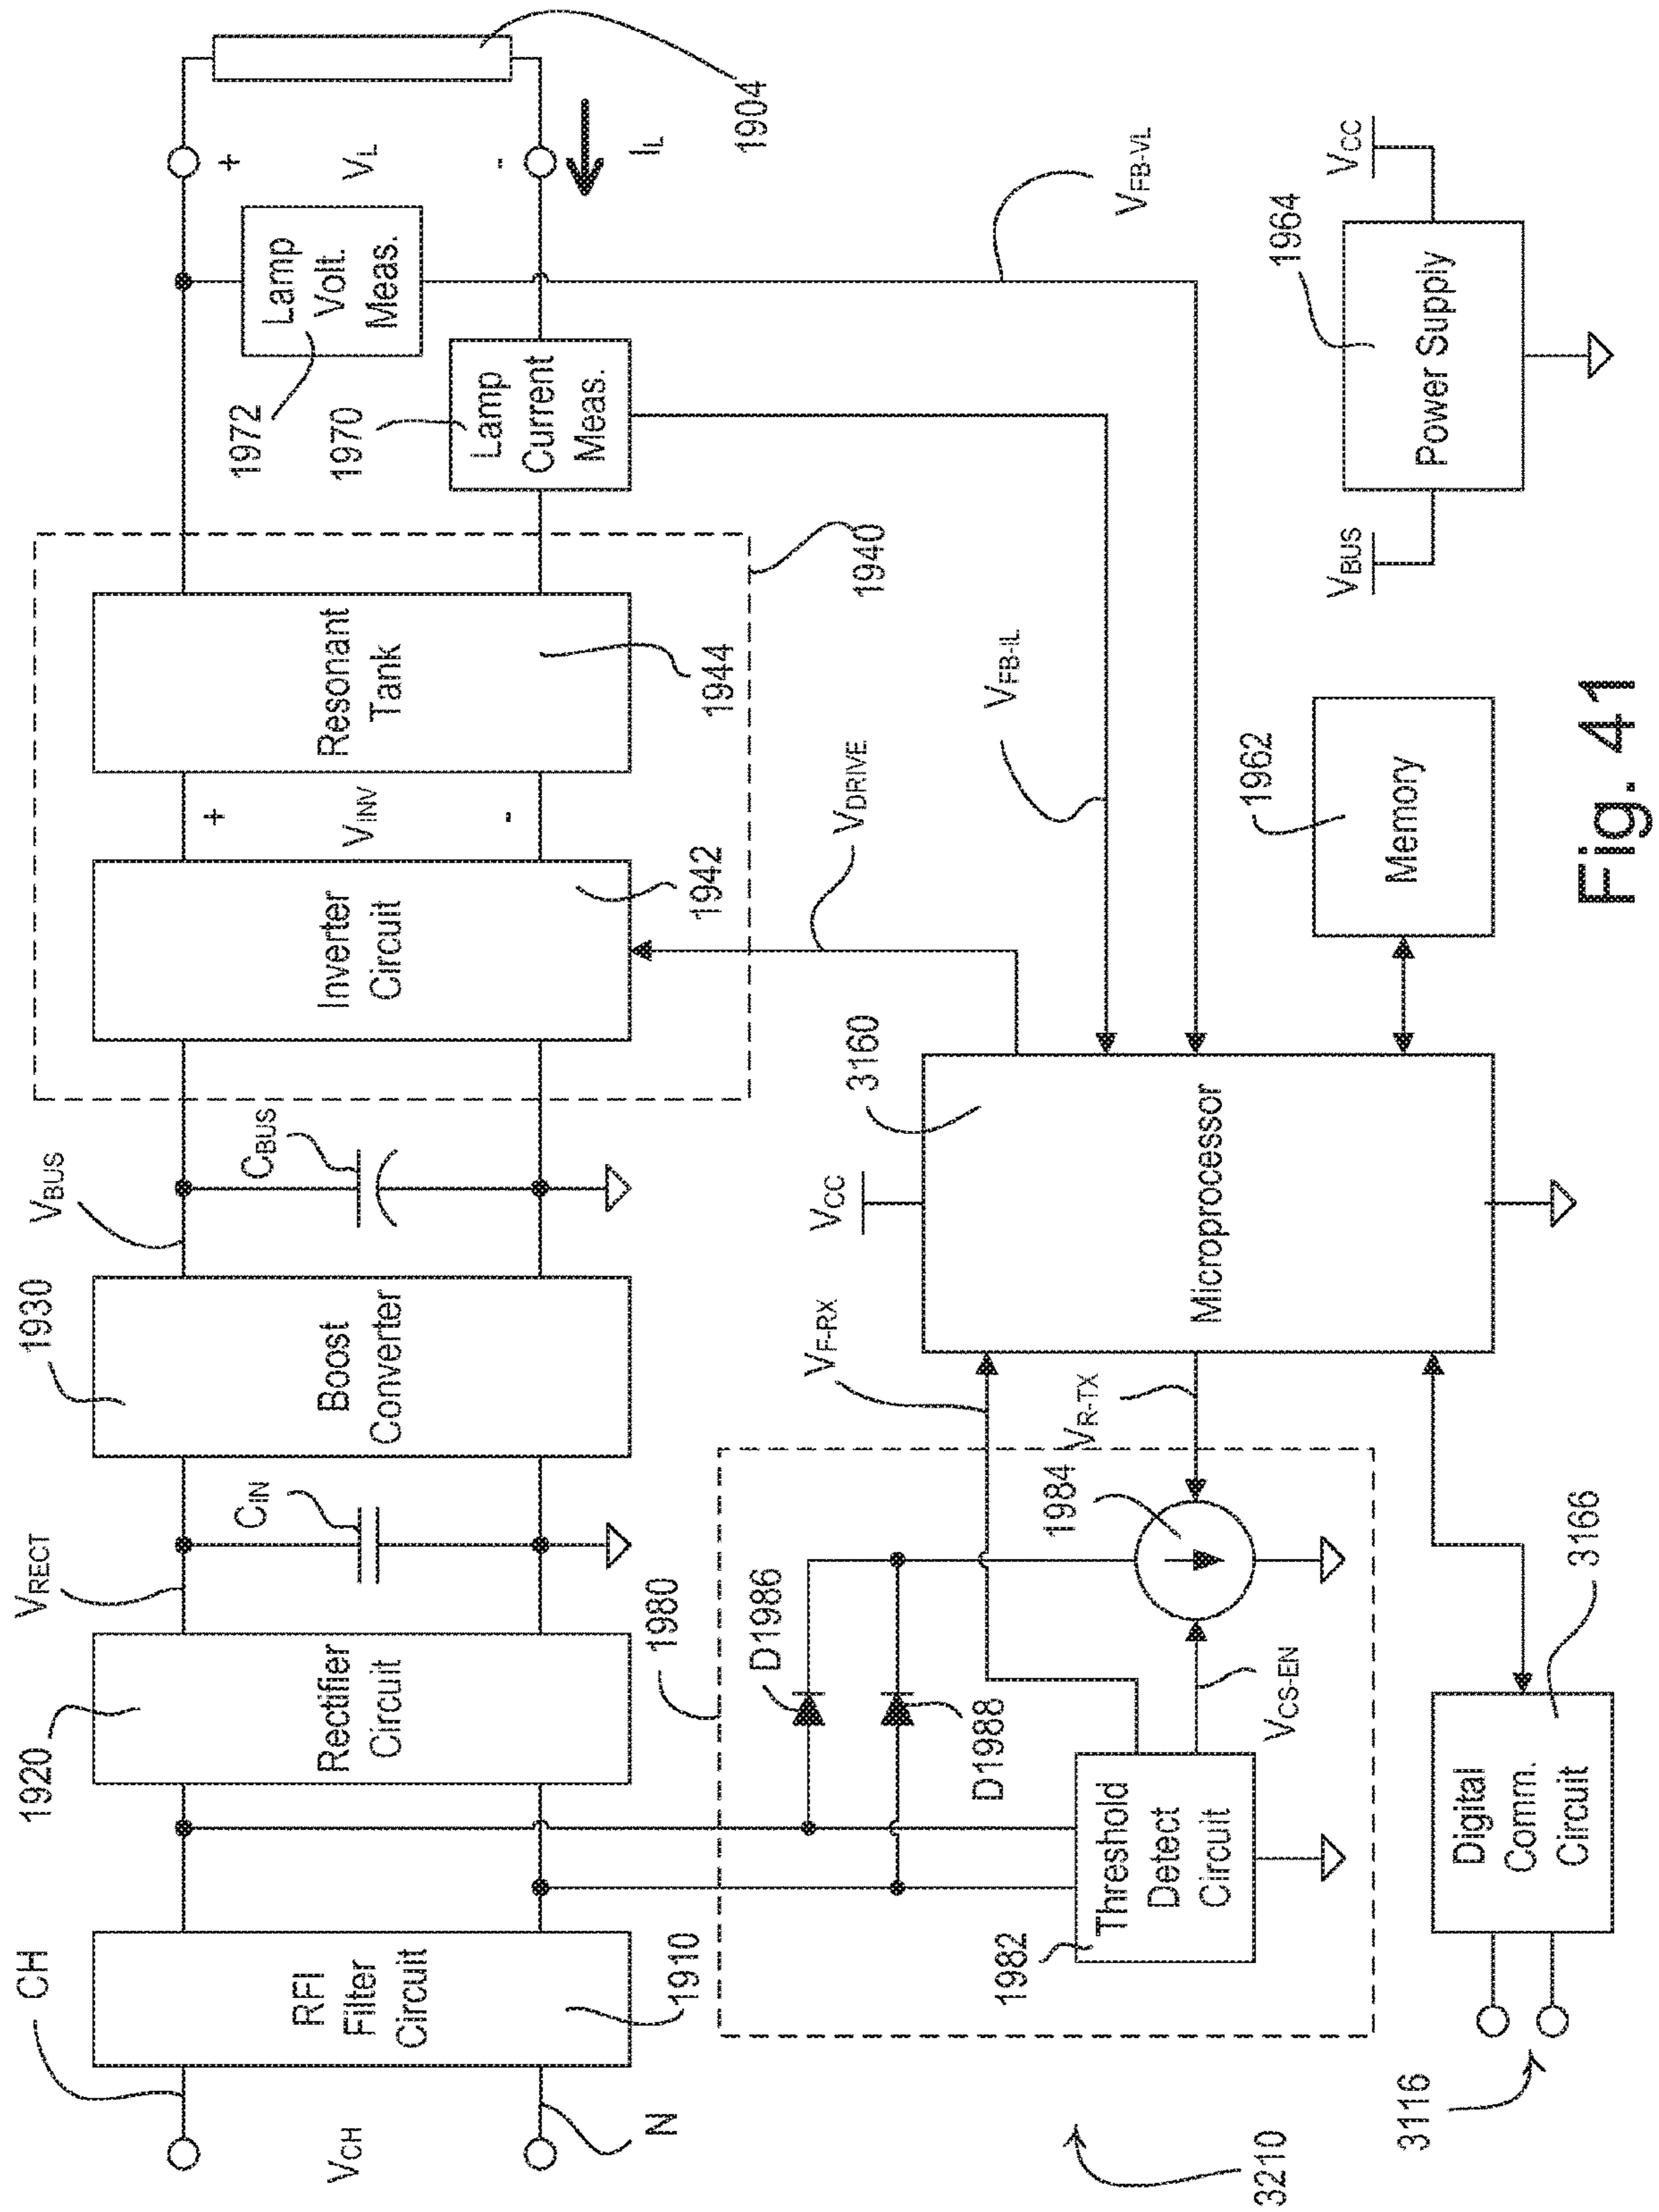 CH
VCH
N
RFI
Filter
Circuit
1910
1920
Rectifier
Circuit
VRECT
CIN
1930
Boost
Converter
VBUS
CBUS
Inverter
Circuit
1942
+
VINV
-
Resonant
Tank
1944
1940
1972
Lamp
Volt.
Meas.
1970
Lamp
Current
Meas.
+
VL
-
IL
1904
1980
D1986
D1988
1982
Threshold
Detect
Circuit
VCS-EN
1984
VF-RX
VR-TX
VCC
3160
Microprocessor
VDRIVE
VFB-IL
VFB-VL
1962
Memory
VBUS
1964
Power Supply
VCC
3210
3116
Digital
Comm.
Circuit
3166
Fig. 41